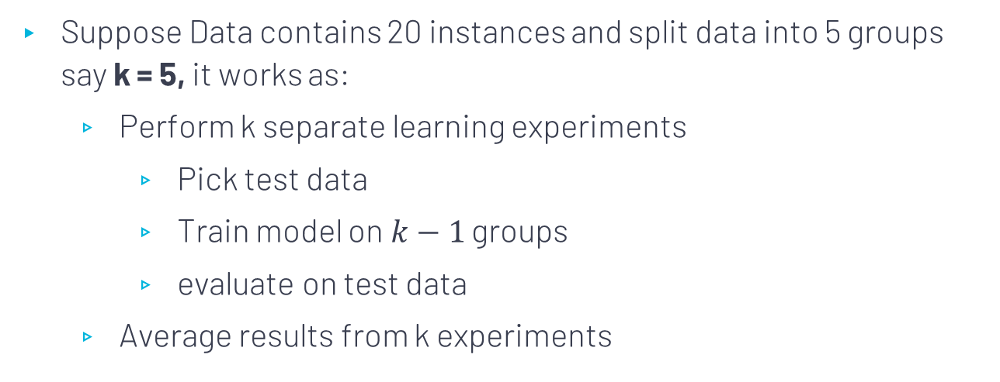 Suppose Data contains 20 instances and split data into 5 groups
say k = 5, it works as:
Perform k separate learning experiments
Pick test data
Train model on k − 1 groups
evaluate on test data
Average results from k experiments